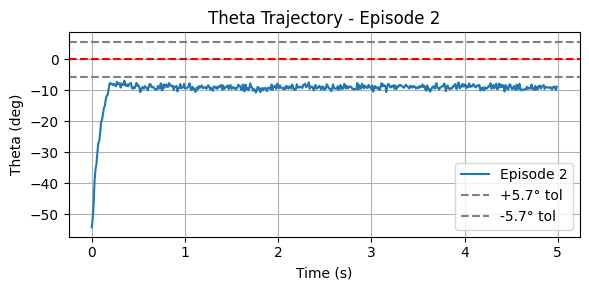 Theta Trajectory - Episode 2
Theta (deg)
0
−10
−20
−30
−40
−50
0
1
2
3
4
5
Time (s)
Episode 2
+5.7° tol
-5.7° tol